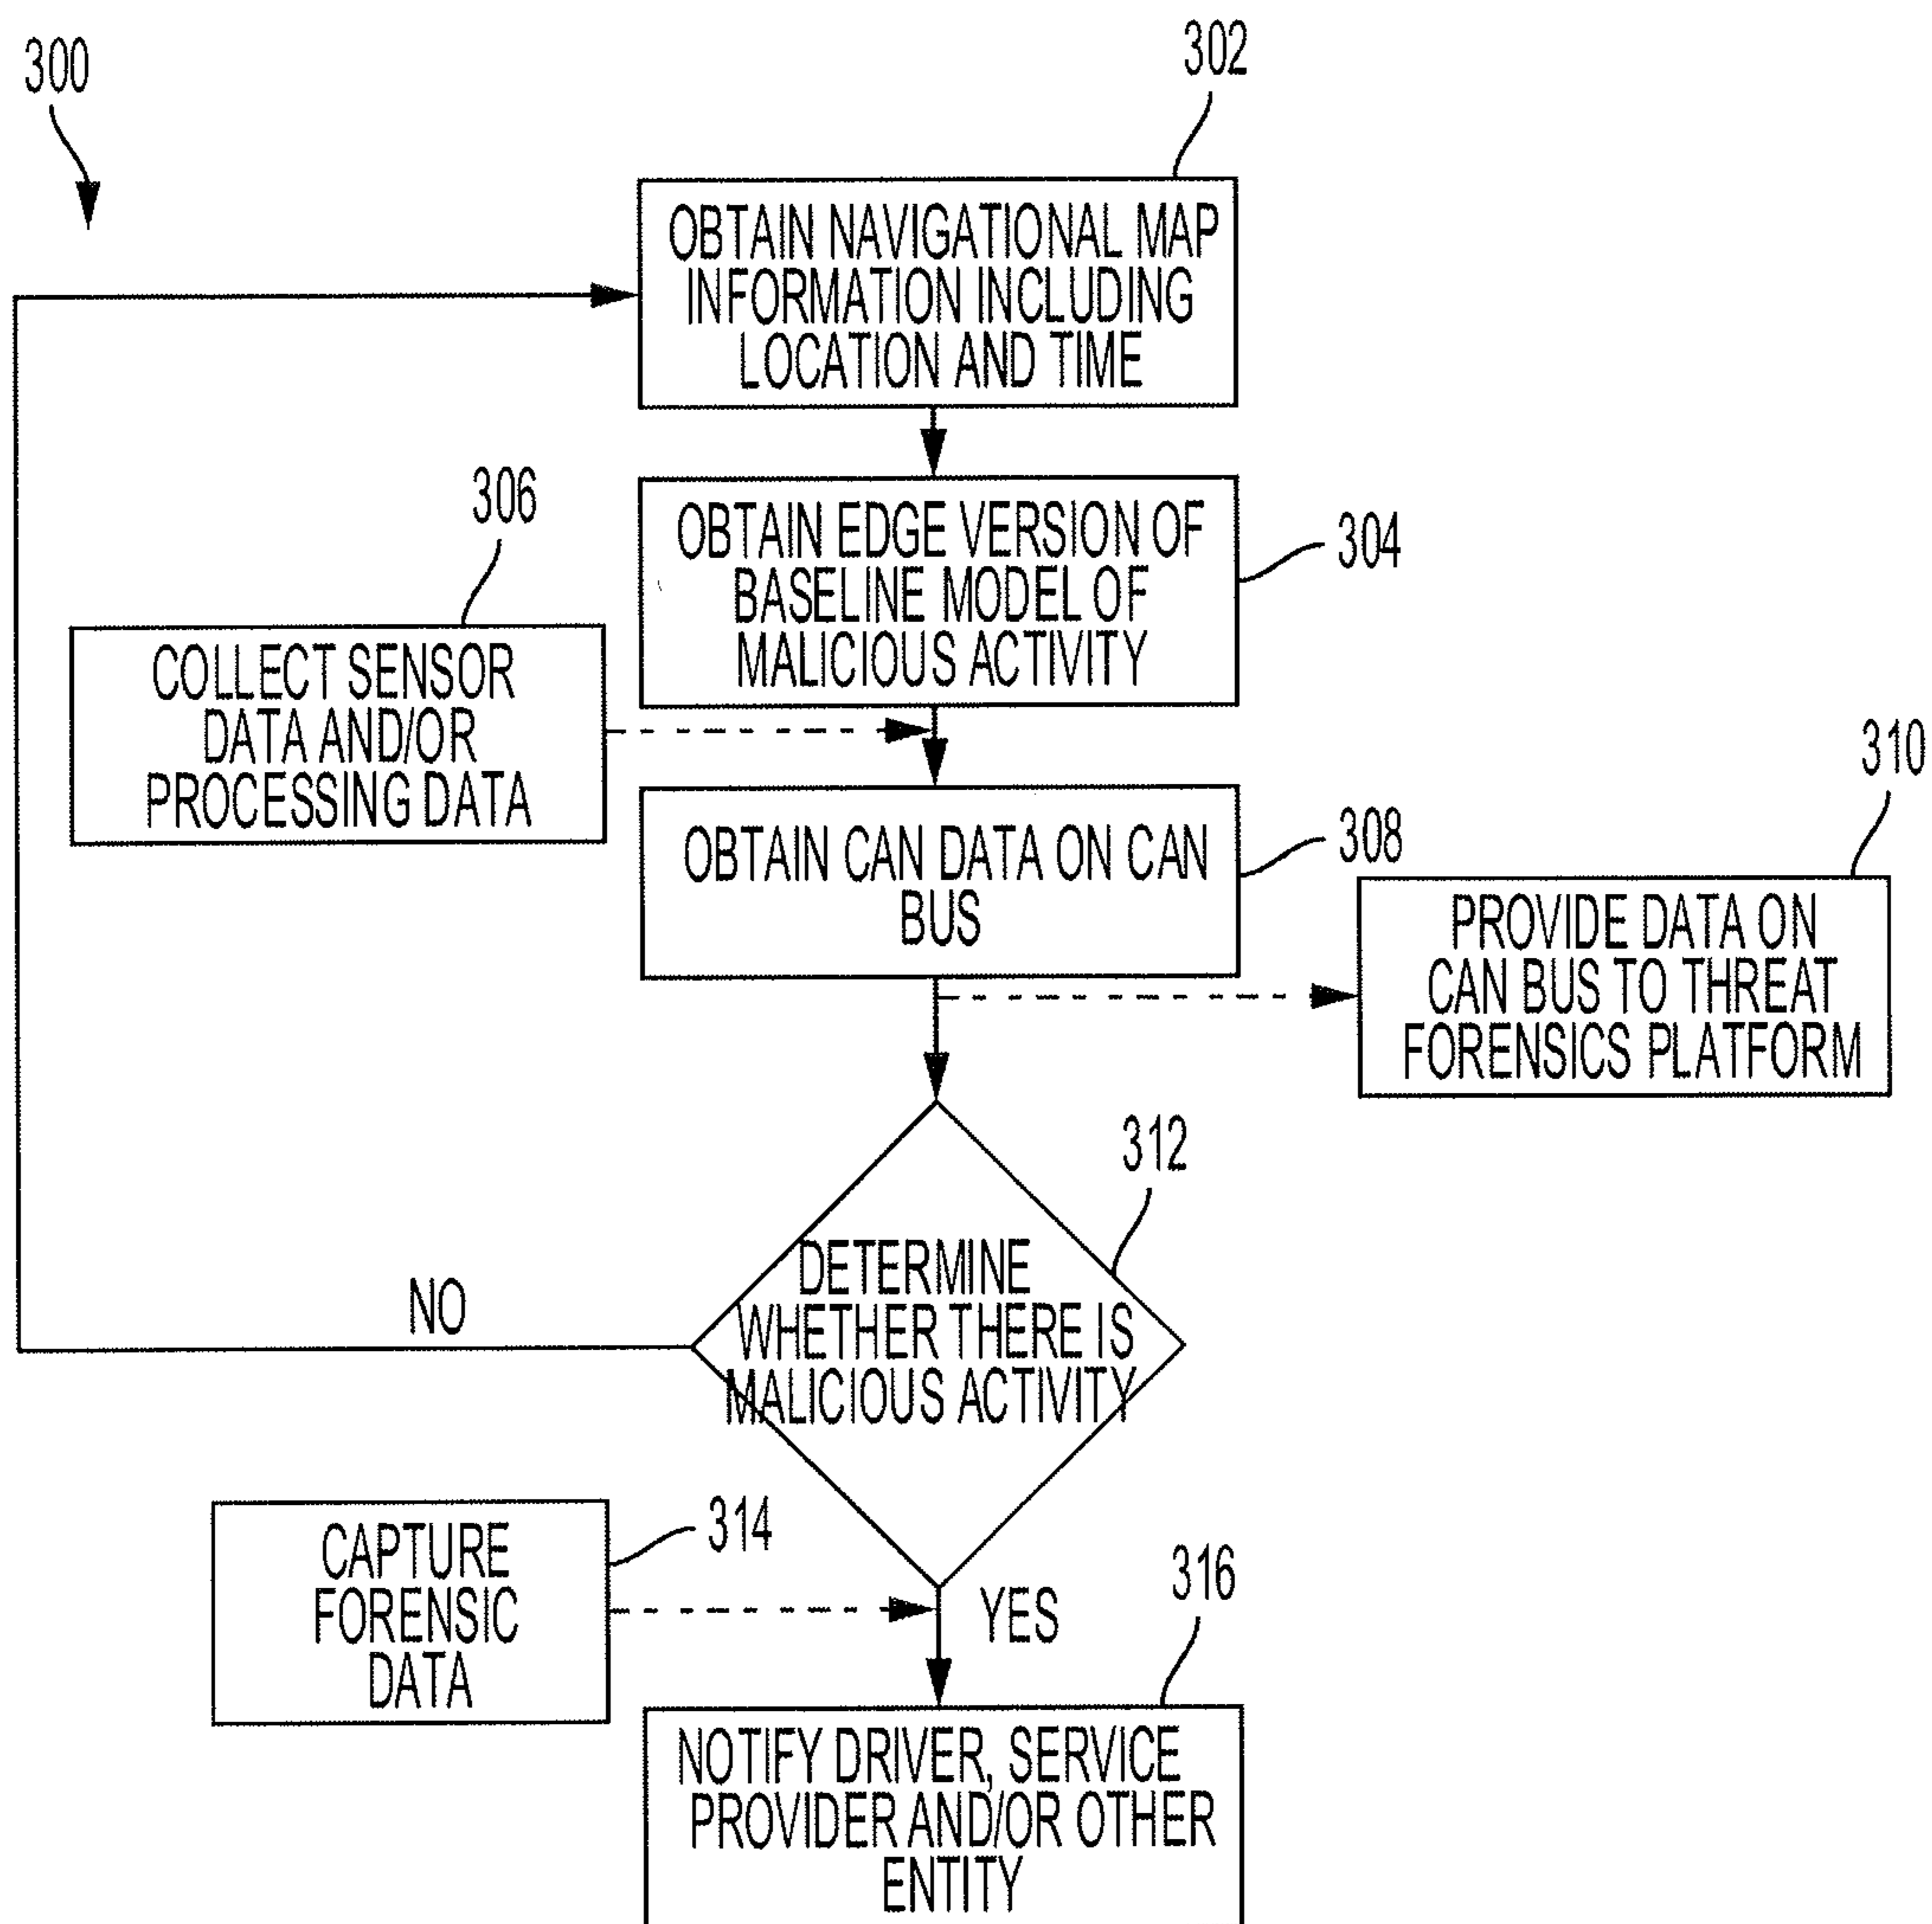 300
302
OBTAIN NAVIGATIONAL MAP
INFORMATION INCLUDING
LOCATION AND TIME
304
OBTAIN EDGE VERSION OF
BASELINE MODEL OF
MALICIOUS ACTIVITY
306
COLLECT SENSOR
DATA AND/OR
PROCESSING DATA
308
OBTAIN CAN DATA ON CAN
BUS
310
PROVIDE DATA ON
CAN BUS TO THREAT
FORENSICS PLATFORM
312
DETERMINE
WHETHER THERE IS
MALICIOUS ACTIVITY
NO
314
CAPTURE
FORENSIC
DATA
YES
316
NOTIFY DRIVER, SERVICE
PROVIDER AND/OR OTHER
ENTITY